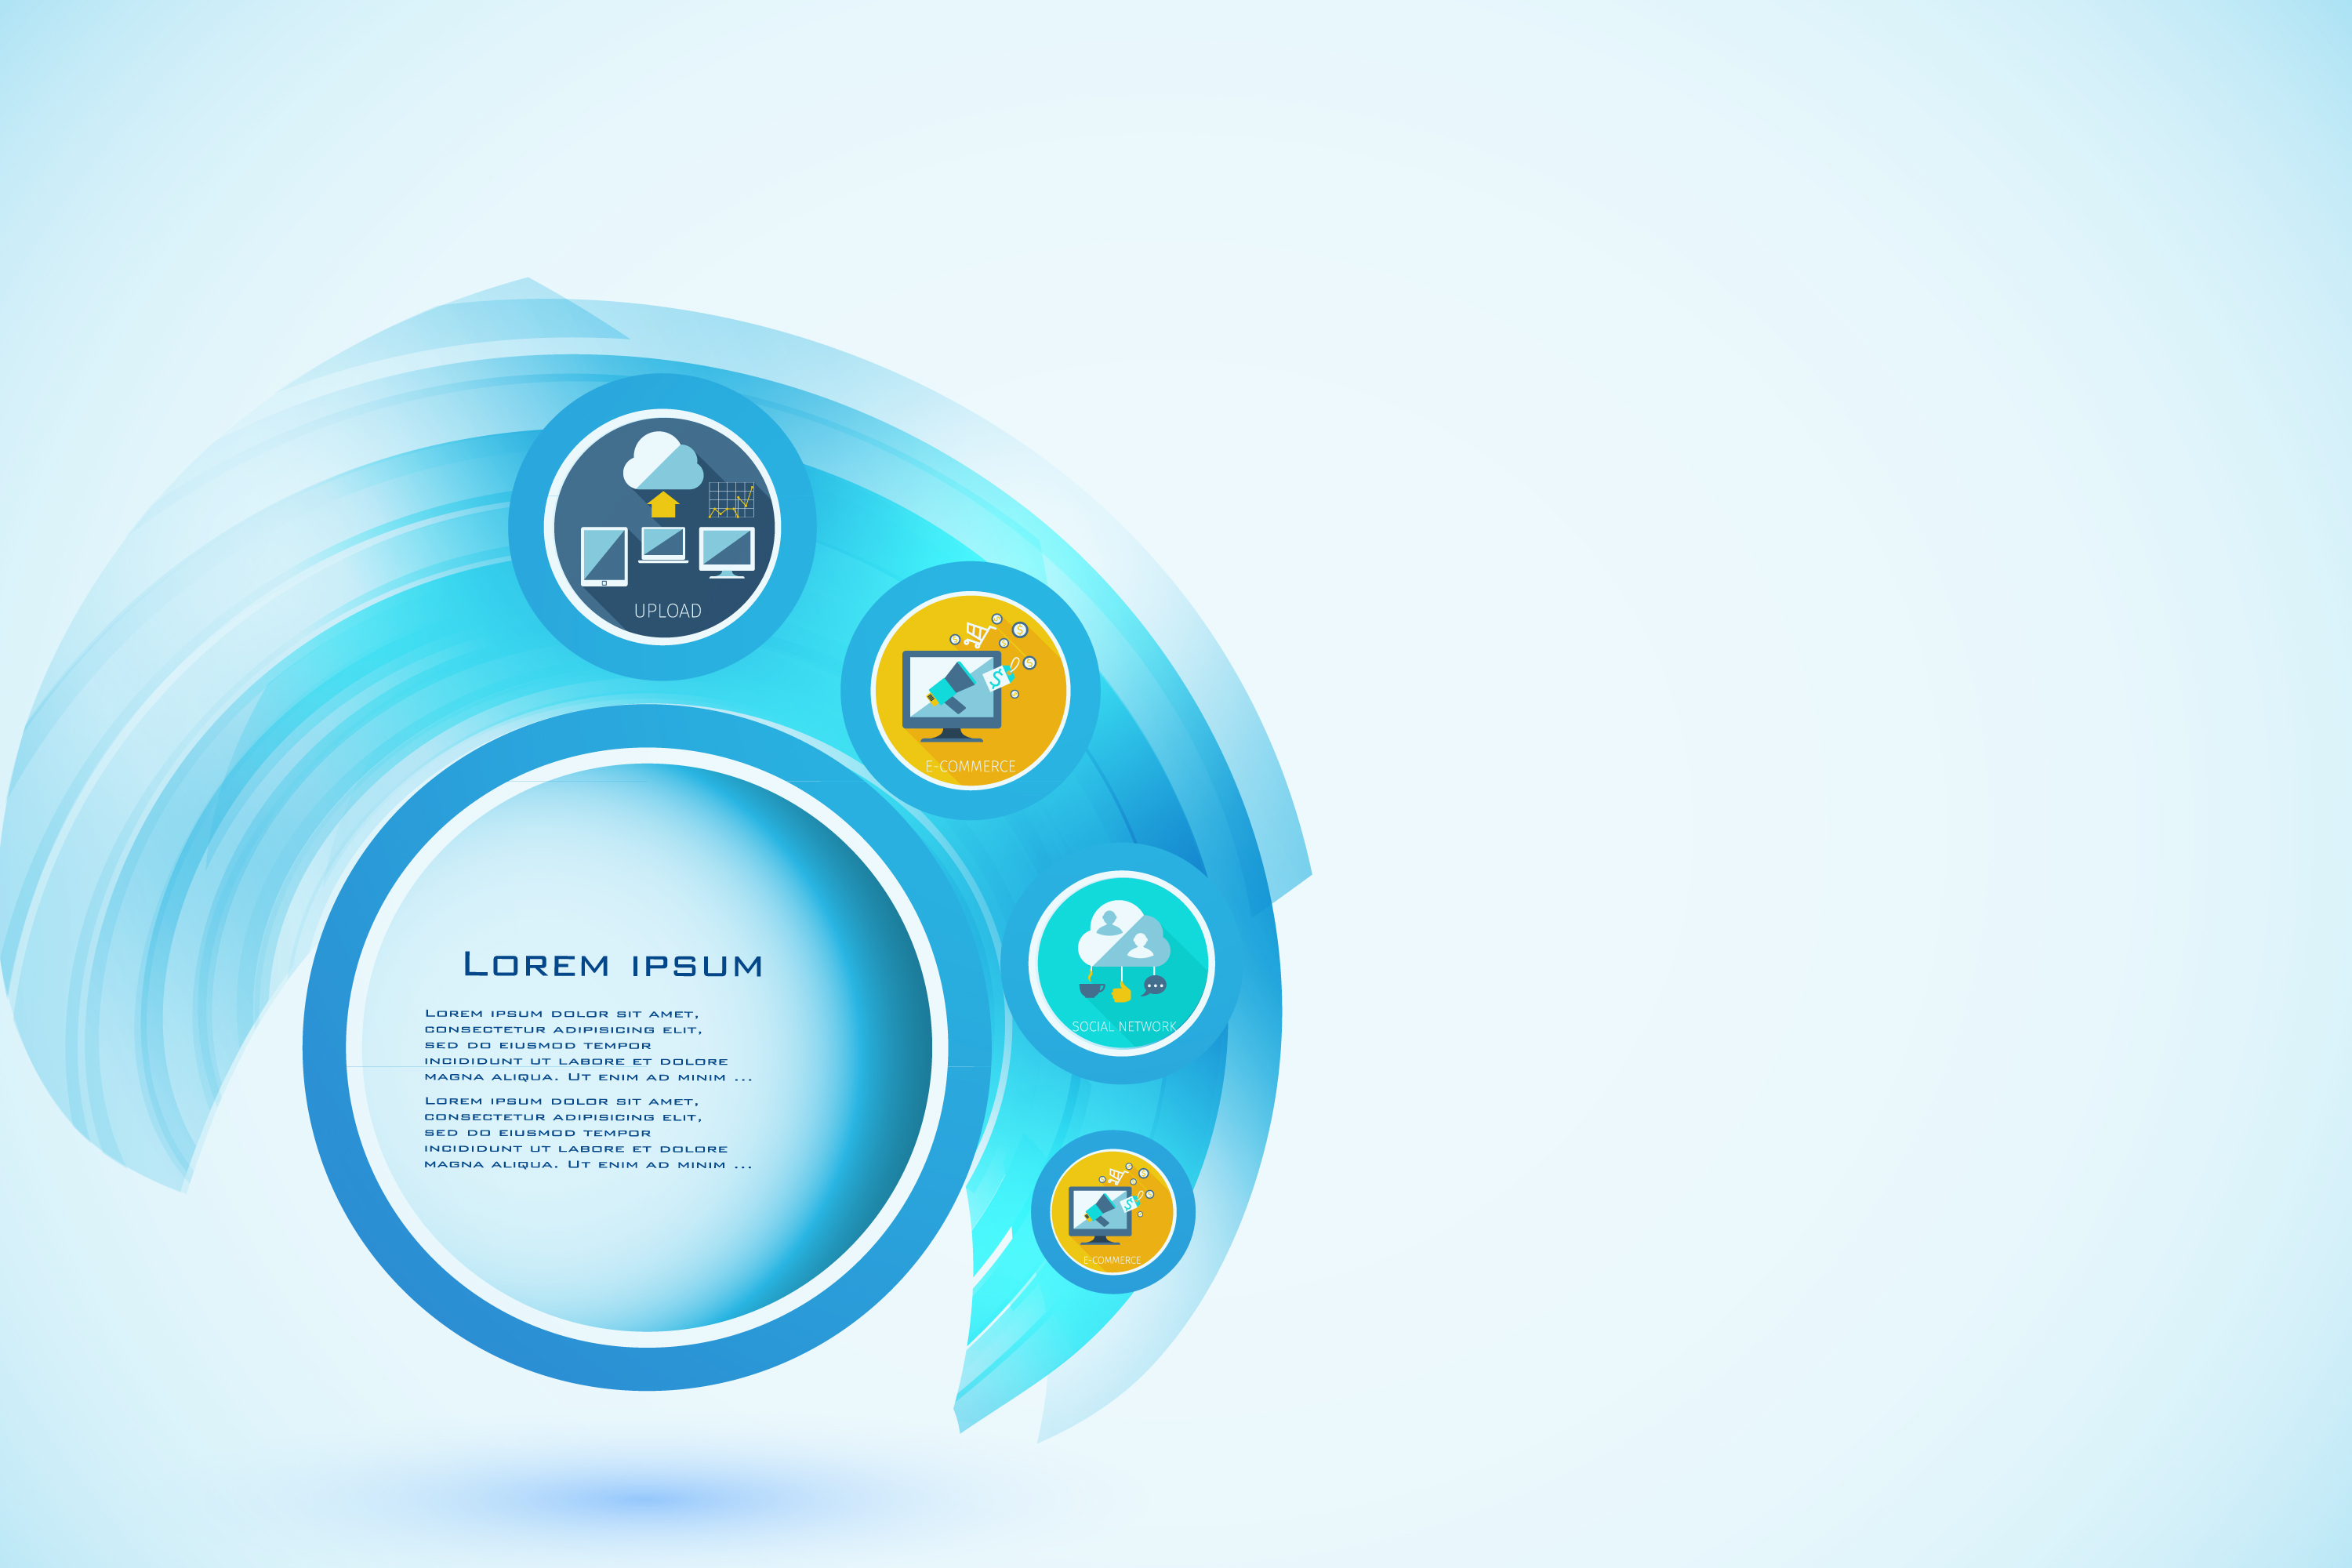 UPLOAD
E-COMMERCE
SOCIAL NETWORK
E-COMMERCE
Lorem ipsum
Lorem ipsum dolor sit amet,
consectetur adipisicing elit,
sed do eiusmod tempor
incididunt ut labore et dolore
magna aliqua. Ut enim ad minim ...
Lorem ipsum dolor sit amet,
consectetur adipisicing elit,
sed do eiusmod tempor
incididunt ut labore et dolore
magna aliqua. Ut enim ad minim ...